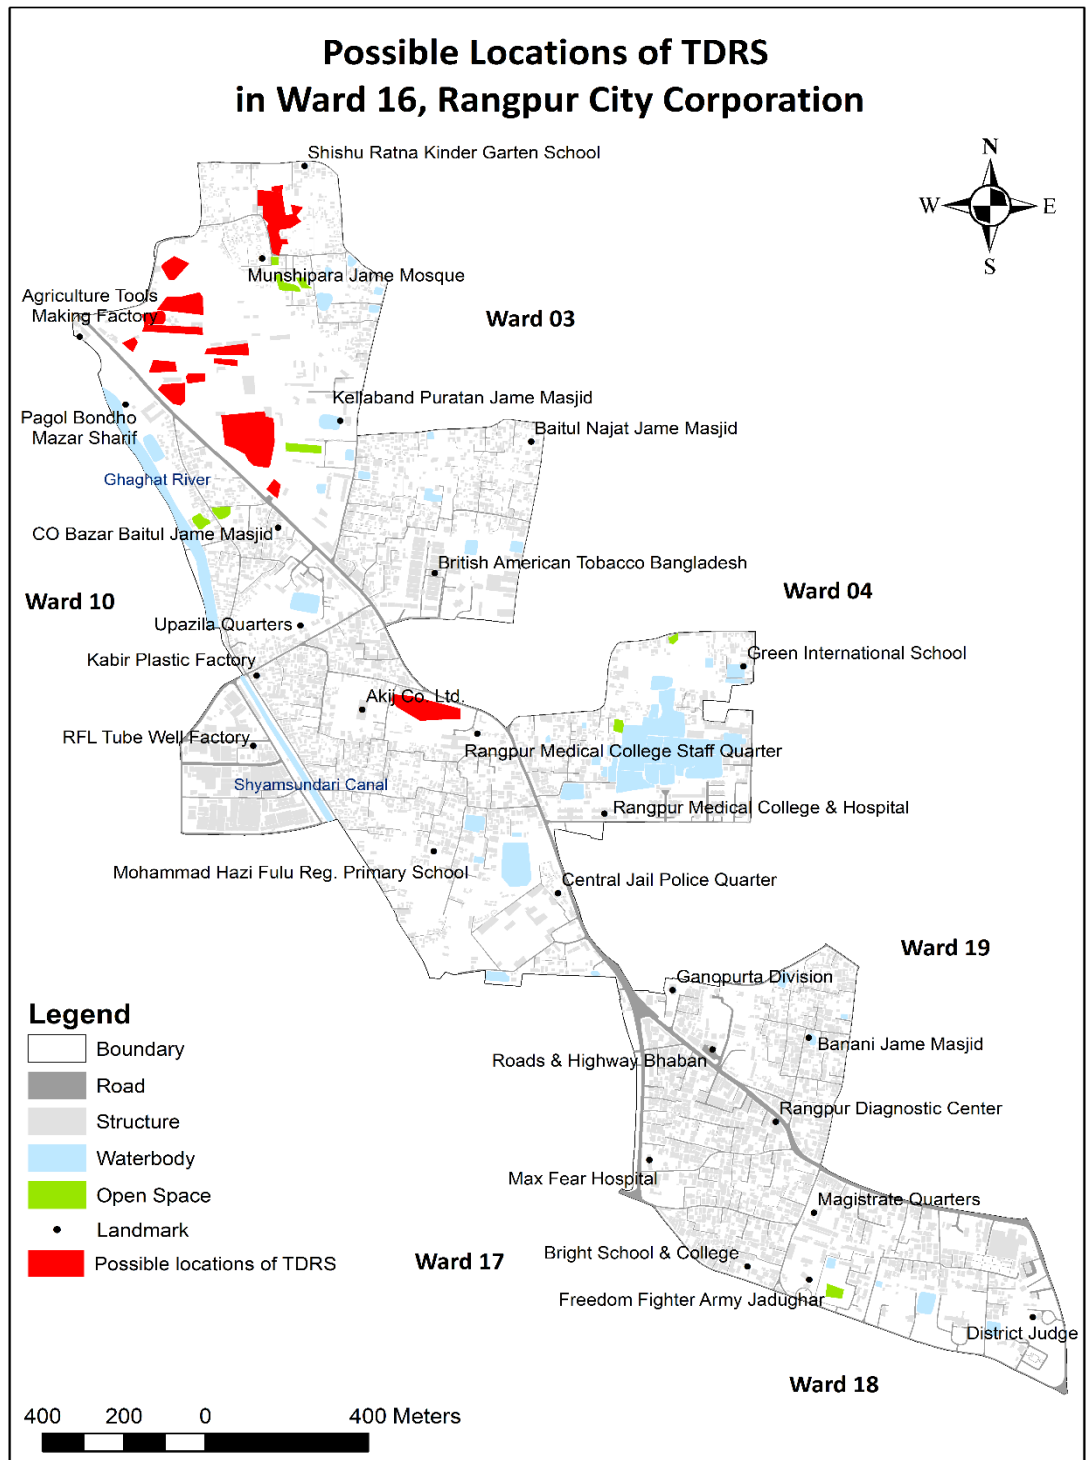 Possible Locations of TDRS
in Ward 16, Rangpur City Corporation
N
W
E
S
Shishu Ratna Kinder Garten School
Munshipara Jame Mosque
Agriculture Tools
Making Factory
Ward 03
Kellaband Puratan Jame Masjid
Pagol Bondho
Mazar Sharif
Baitul Najat Jame Masjid
Ghaghat River
CO Bazar Baitul Jame Masjid
British American Tobacco Bangladesh
Ward 10
Ward 04
Upazila Quarters
Kabir Plastic Factory
Green International School
Akij Co. Ltd.
RFL Tube Well Factory
Rangpur Medical College Staff Quarter
Shyamsundari Canal
Rangpur Medical College & Hospital
Mohammad Hazi Fulu Reg. Primary School
Central Jail Police Quarter
Ward 19
Ganopurta Division
Banani Jame Masjid
Roads & Highway Bhaban
Rangpur Diagnostic Center
Max Fear Hospital
Magistrate Quarters
Ward 17
Bright School & College
Freedom Fighter Army Jadughar
District Judge
Ward 18
Legend
Boundary
Road
Structure
Waterbody
Open Space
Landmark
Possible locations of TDRS
400 200 0 400 Meters